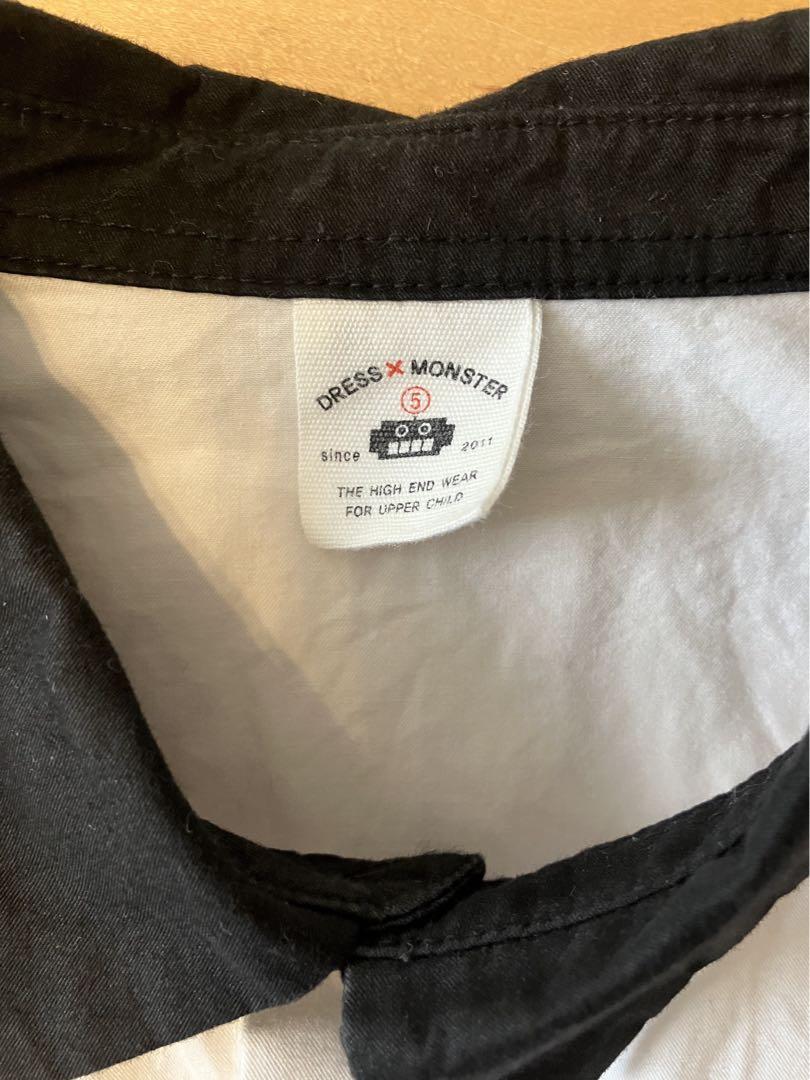 DRESS × MONSTER
5
since 2011
THE HIGH END WEAR
FOR UPPER CHILD